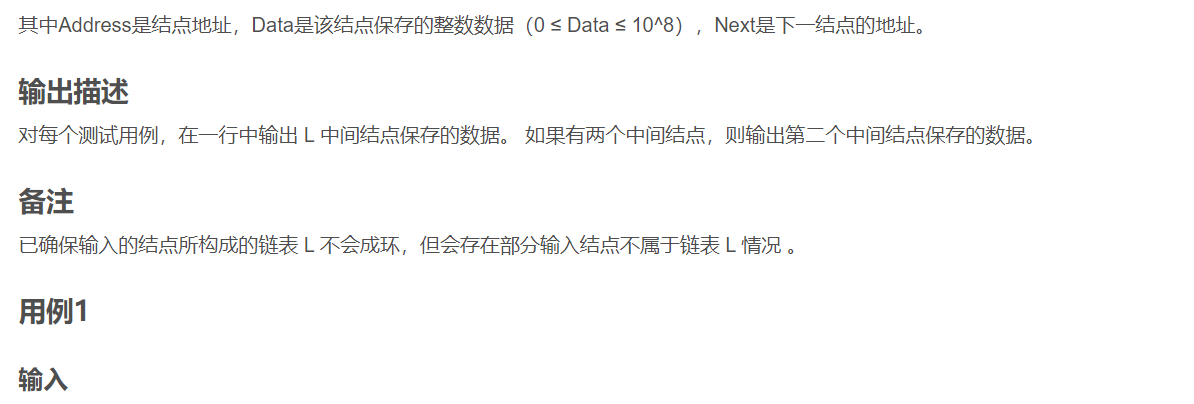 其中Address是结点地址，Data是该结点保存的整数数据（0 ≤ Data ≤ 10^8），Next是下一结点的地址。
输出描述
对每个测试用例，在一行中输出 L 中间结点保存的数据。 如果有两个中间结点，则输出第二个中间结点保存的数据。
备注
已确保输入的结点所构成的链表 L 不会成环，但会存在部分输入结点不属于链表 L 情况 。
用例1
输入